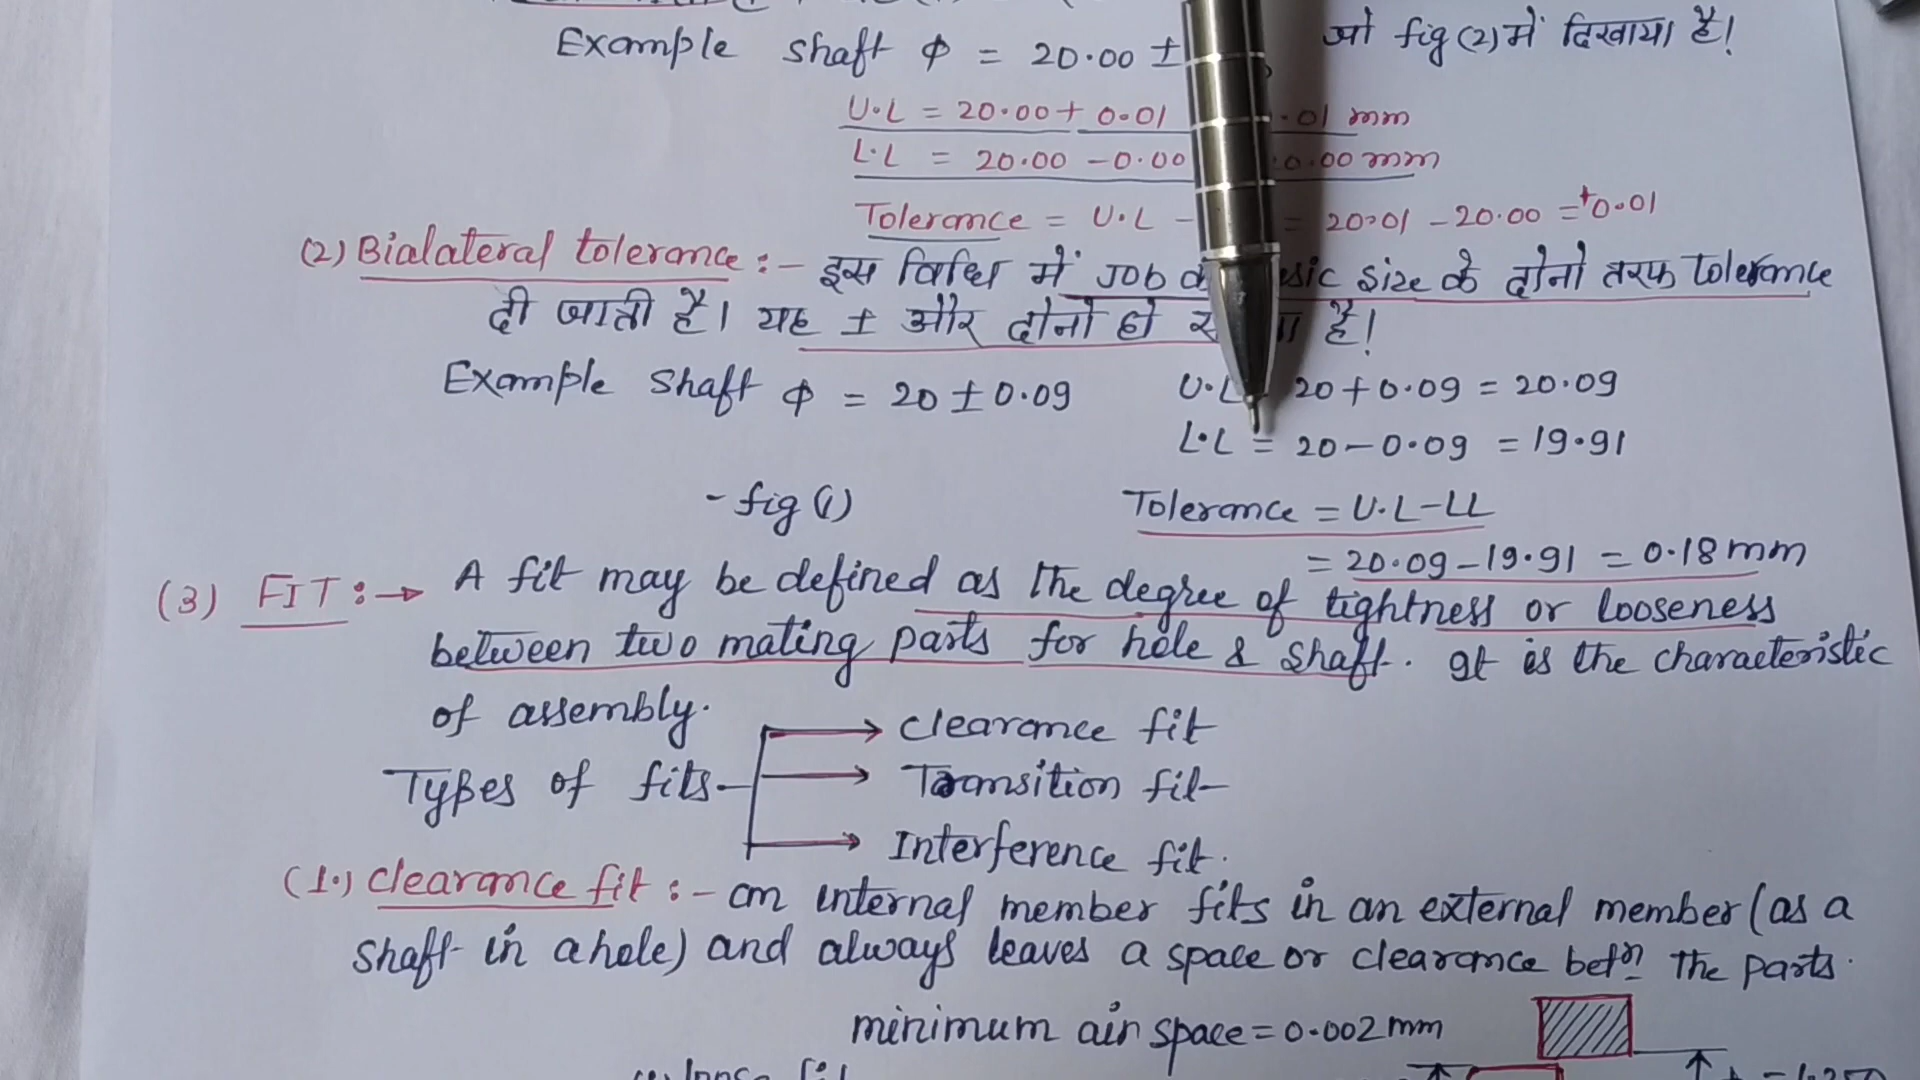 Example shaft ⌀ = 20.00 ± जो fig (2) में दिखाया है!
U.L = 20.00 + 0.01 .01 mm
L.L = 20.00 - 0.00 0.00 mm
Tolerance = U.L - = 20.01 - 20.00 = +0.01
(2) Bialateral tolerance :- इस विधि में Job size के दोनो तरफ tolerance
दी जाती है। यह ± और दोनो हो है!
Example shaft ⌀ = 20 ± 0.09 U.L 20 + 0.09 = 20.09
L.L = 20 - 0.09 = 19.91
- fig (1) Tolerance = U.L - LL
= 20.09 - 19.91 = 0.18 mm
(3) FIT :→ A fit may be defined as the degree of tightness or looseness
between two mating parts for hole & shaft. It is the characteristic
of assembly.
Types of fits - → clearance fit
→ Transition fit
→ Interference fit.
(1.) clearance fit :- an internal member fits in an external member (as a
shaft in a hole) and always leaves a space or clearance betn the parts.
minimum air space = 0.002 mm